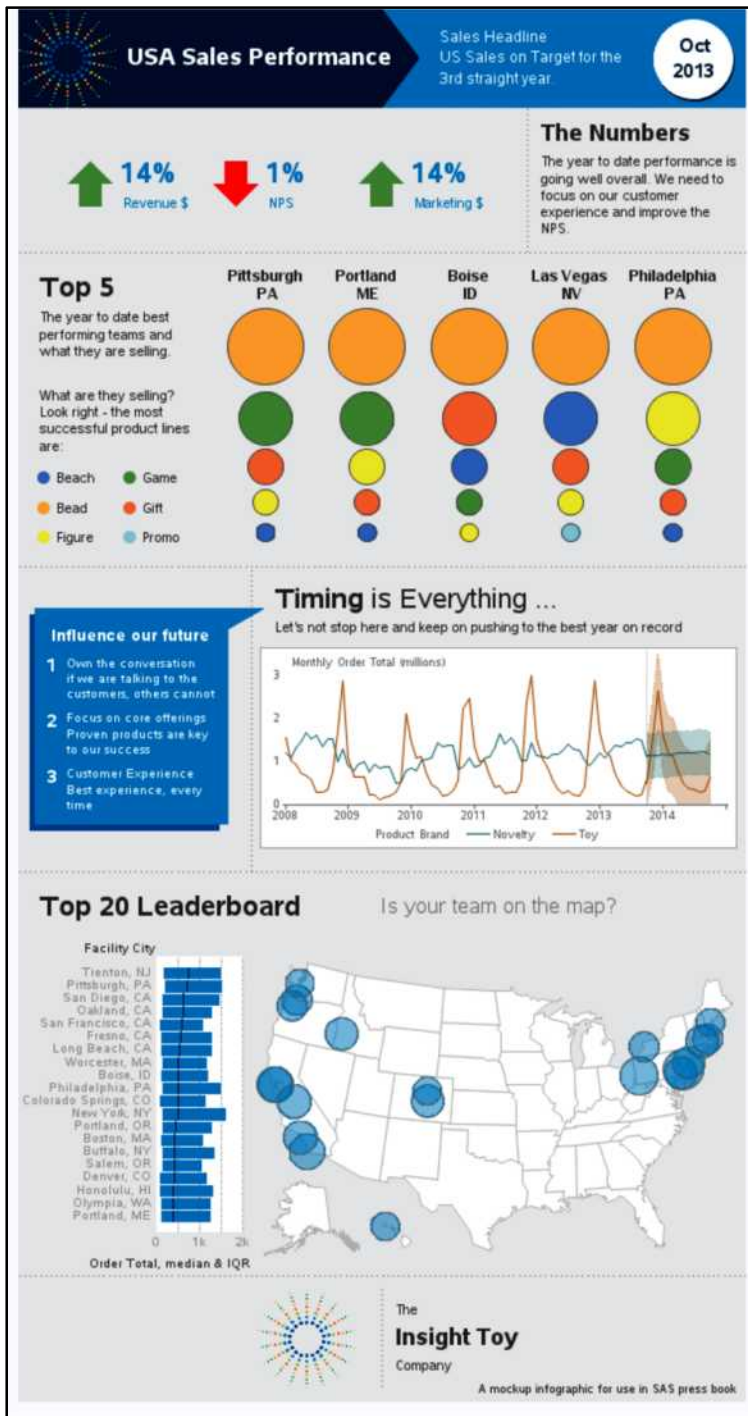 USA Sales Performance
Sales Headline
US Sales on Target for the
3rd straight year.
Oct
2013
14%
Revenue $
1%
NPS
14%
Marketing $
The Numbers
The year to date performance is
going well overall. We need to
focus on our customer
experience and improve the
NPS.
Top 5
The year to date best
performing teams and
what they are selling.
What are they selling?
Look right - the most
successful product lines
are:
Beach
Game
Bead
Gift
Figure
Promo
Pittsburgh
PA
Portland
ME
Boise
ID
Las Vegas
NV
Philadelphia
PA
Influence our future
1 Own the conversation
if we are talking to the
customers, others cannot
2 Focus on core offerings
Proven products are key
to our success
3 Customer Experience
Best experience, every
time
Timing is Everything ...
Let's not stop here and keep on pushing to the best year on record
Monthly Order Total (millions)
3
2
1
0
2008 2009 2010 2011 2012 2013 2014
Product Brand Novelty Toy
Top 20 Leaderboard
Is your team on the map?
Facility City
Trenton, NJ
Pittsburgh, PA
San Diego, CA
Oakland, CA
San Francisco, CA
Fresno, CA
Long Beach, CA
Worcester, MA
Boise, ID
Philadelphia, PA
Colorado Springs, CO
New York, NY
Portland, OR
Boston, MA
Buffalo, NY
Salem, OR
Denver, CO
Honolulu, HI
Olympia, WA
Portland, ME
0 1k 2k
Order Total, median & IQR
The
Insight Toy
Company
A mockup infographic for use in SAS press book